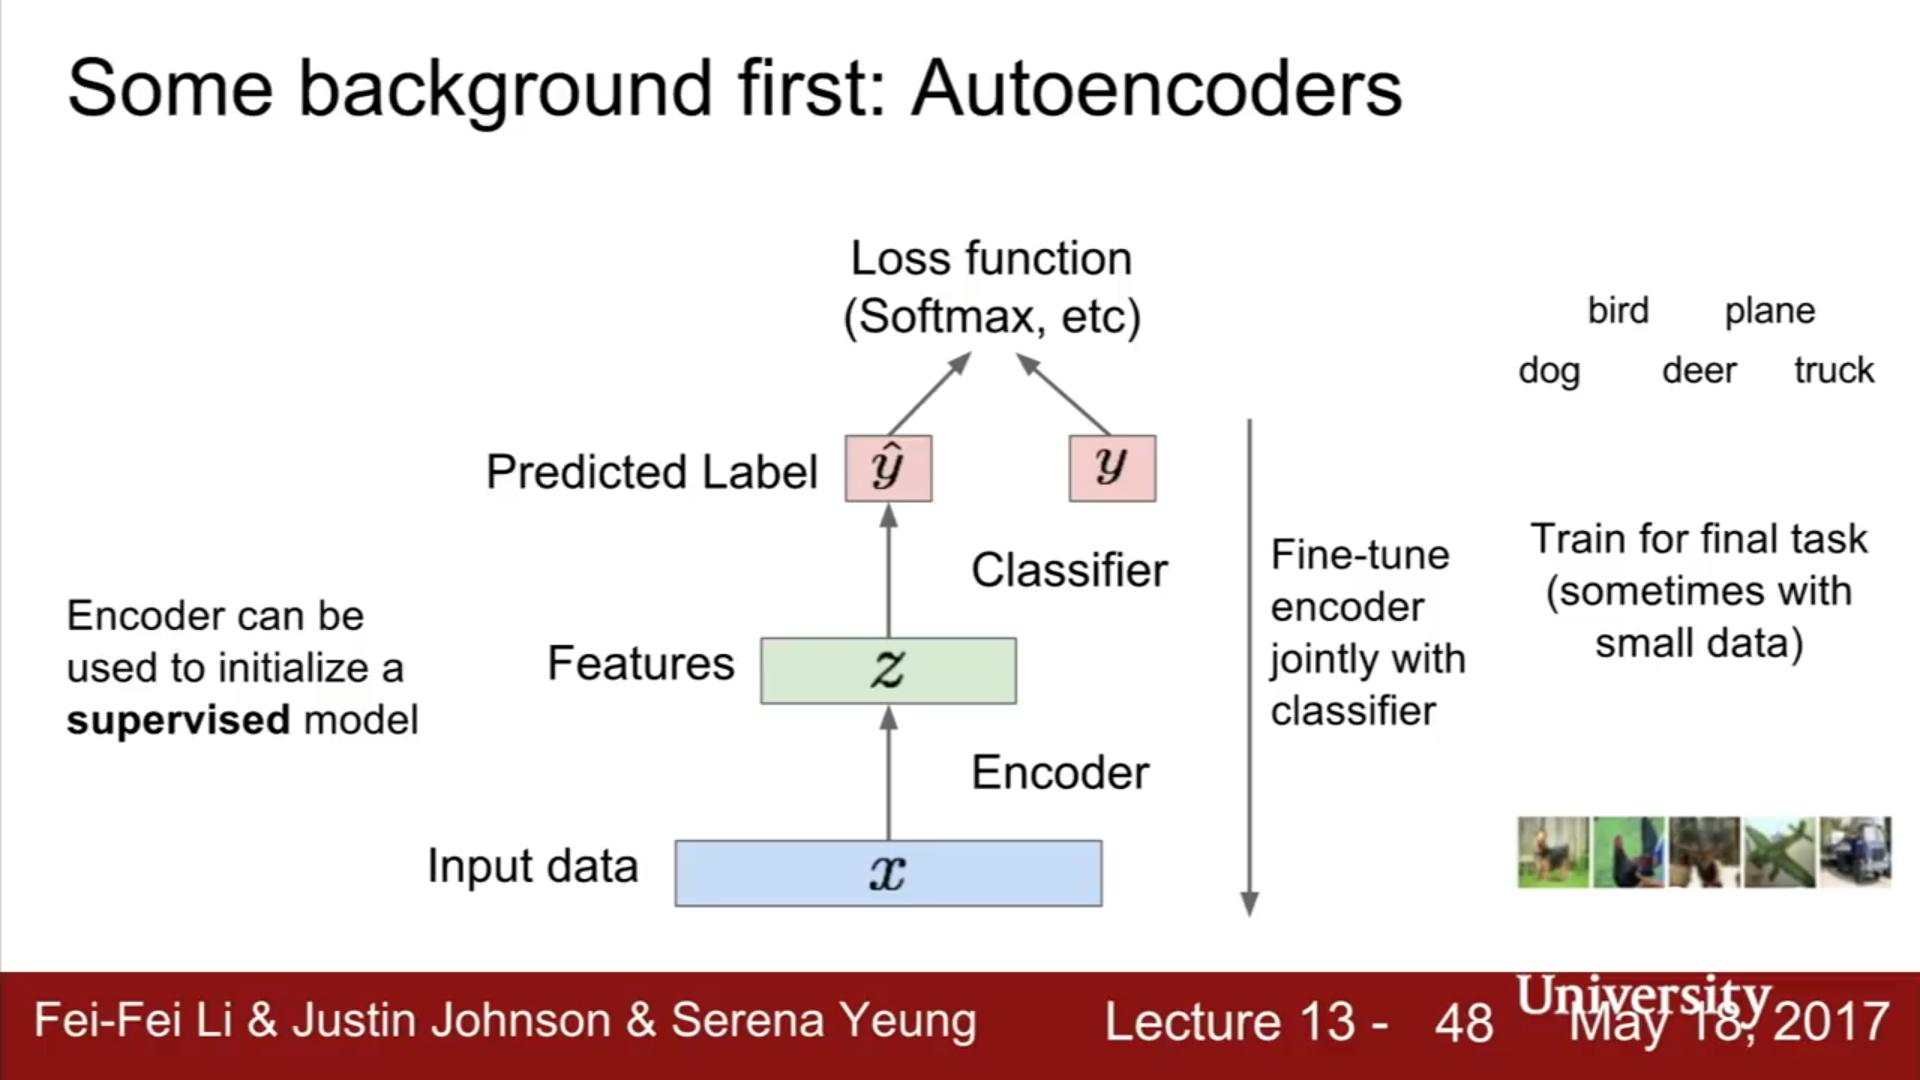 Some background first: Autoencoders
Loss function
(Softmax, etc)
bird plane
dog deer truck
Predicted Label
ŷ
y
Classifier
Fine-tune
encoder
jointly with
classifier
Train for final task
(sometimes with
small data)
Encoder can be
used to initialize a
supervised model
Features
z
Encoder
Input data
x
Fei-Fei Li & Justin Johnson & Serena Yeung
Lecture 13 - 48
University
May 18, 2017